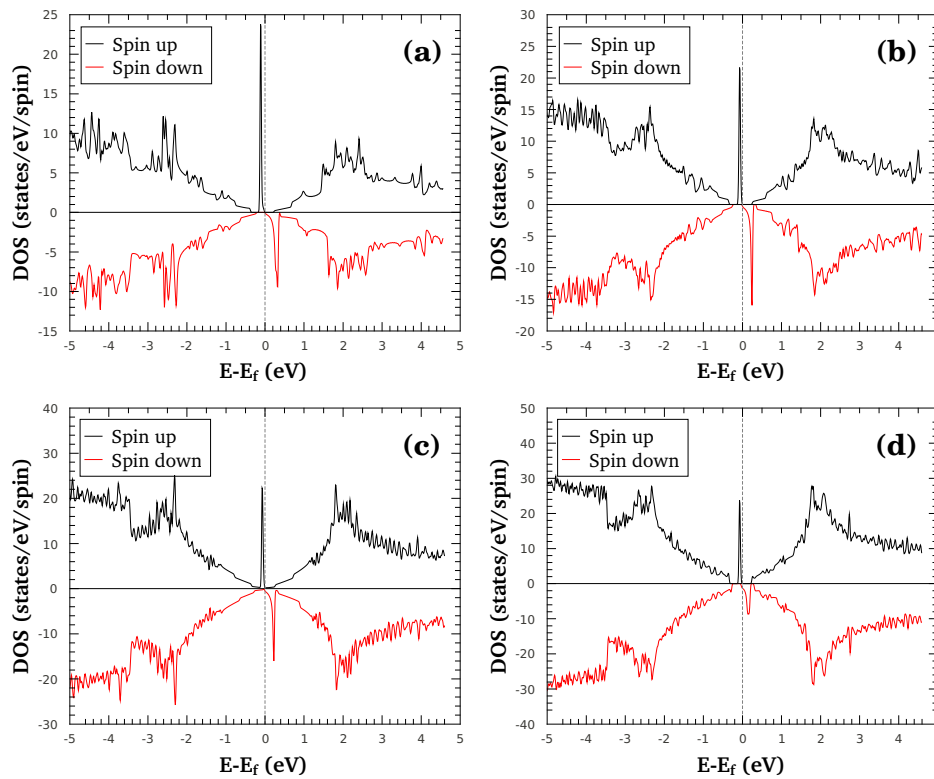 (a)
Spin up
Spin down
DOS (states/eV/spin)
25
20
15
10
5
0
-5
-10
-15
-5 -4 -3 -2 -1 0 1 2 3 4 5
E-Ef (eV)
(b)
Spin up
Spin down
DOS (states/eV/spin)
30
25
20
15
10
5
0
-5
-10
-15
-20
-5 -4 -3 -2 -1 0 1 2 3 4
E-Ef (eV)
(c)
Spin up
Spin down
DOS (states/eV/spin)
40
30
20
10
0
-10
-20
-30
-5 -4 -3 -2 -1 0 1 2 3 4 5
E-Ef (eV)
(d)
Spin up
Spin down
DOS (states/eV/spin)
50
40
30
20
10
0
-10
-20
-30
-40
-5 -4 -3 -2 -1 0 1 2 3 4
E-Ef (eV)